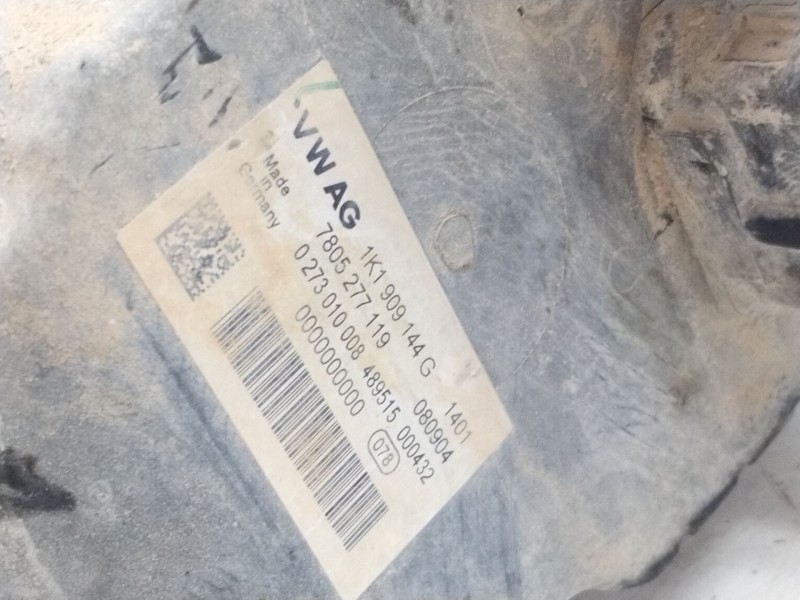 VW AG
Made
in
Germany
1K1 909 144 G 1401
7805 277 119 080904
0 273 010 008 489515 000432
0000000000 078